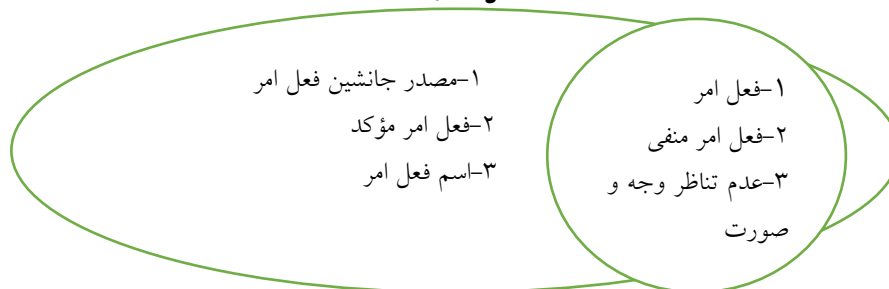 ۱-فعل امر
۲-فعل امر منفی
۳-عدم تناظر وجه و
صورت
۱-مصدر جانشین فعل امر
۲-فعل امر مؤکد
۳-اسم فعل امر